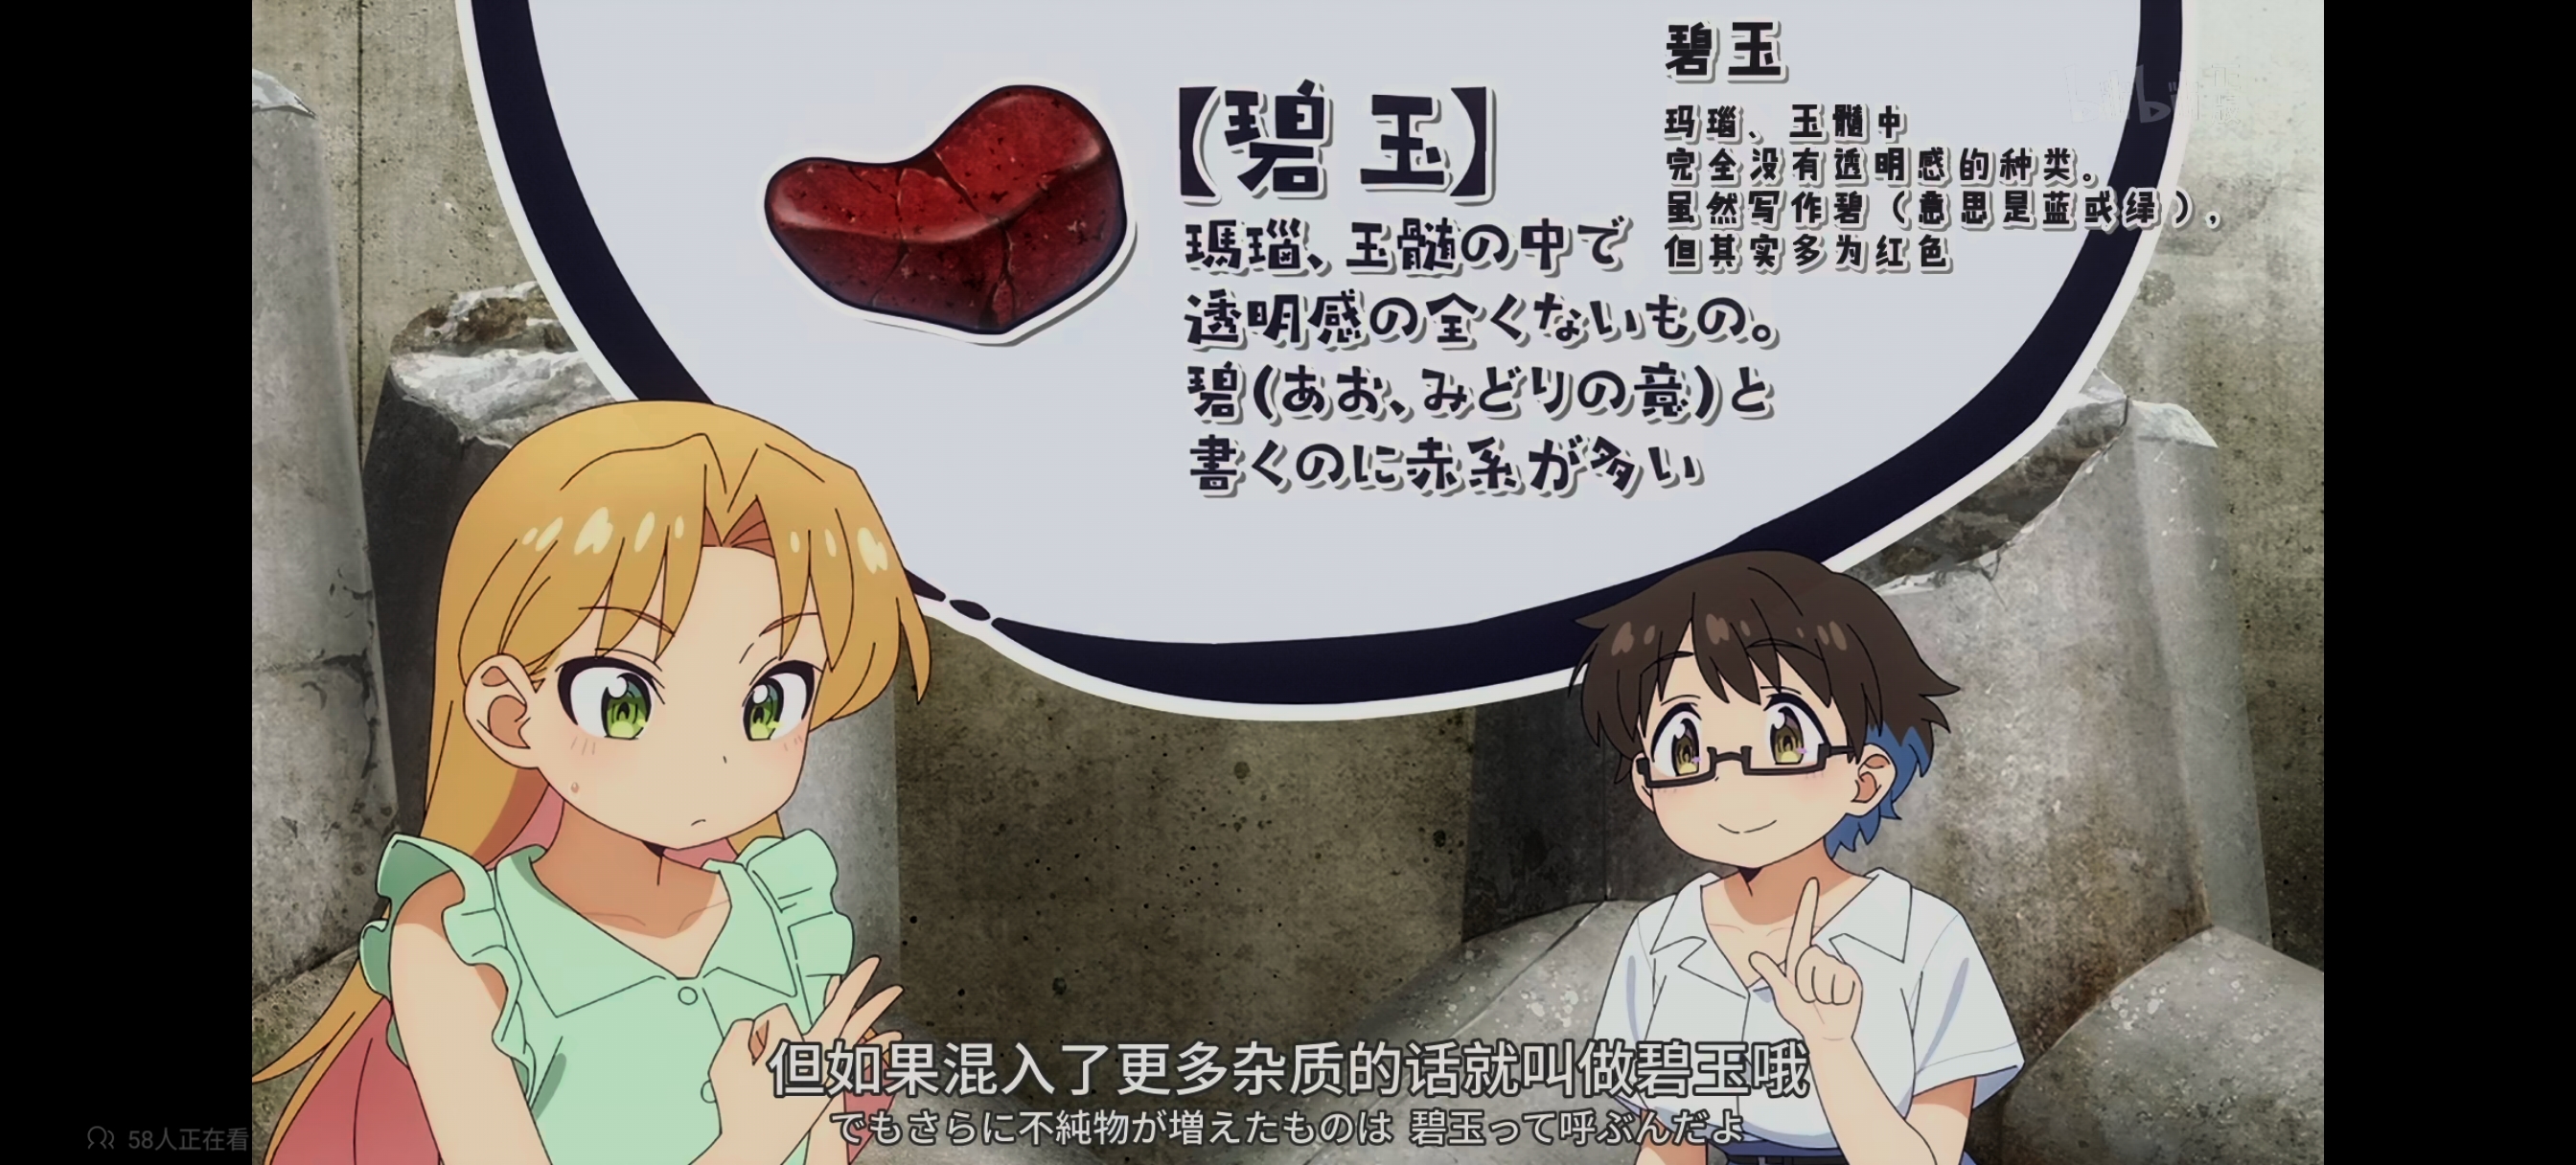 【碧玉】
瑪瑙、玉髄の中で
透明感の全くないもの。
碧(あお、みどりの意)と
書くのに赤系が多い
碧玉
玛瑙、玉髓中
完全没有透明感的种类。
虽然写作碧（意思是蓝或绿），
但其实多为红色
bilibili
但如果混入了更多杂质的话就叫做碧玉哦
でもさらに不純物が増えたものは 碧玉って呼ぶんだよ
58人正在看